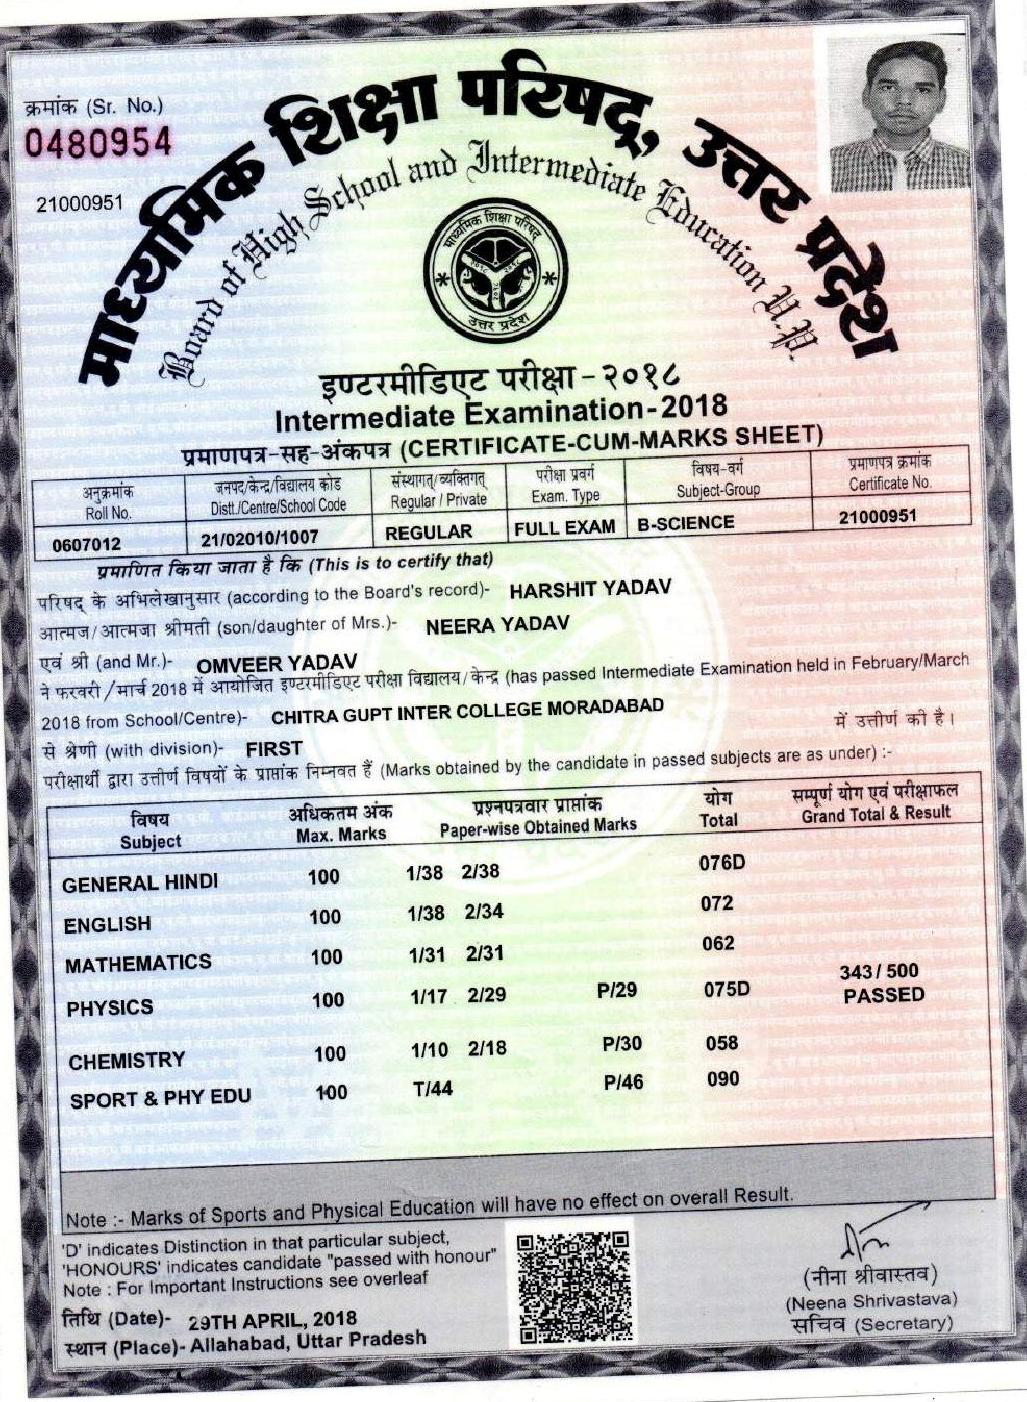 क्रमांक (Sr. No.)
0480954
21000951
माध्यमिक शिक्षा परिषद्, उत्तर प्रदेश
Board of High School and Intermediate Education U.P.
माध्यमिक शिक्षा परिषद्
उत्तर प्रदेश
इण्टरमीडिएट परीक्षा - २०१८
Intermediate Examination-2018
प्रमाणपत्र-सह-अंकपत्र (CERTIFICATE-CUM-MARKS SHEET)
अनुक्रमांक जनपद/केन्द्र/विद्यालय कोड संस्थागत्/व्यक्तिगत् परीक्षा प्रवर्ग विषय-वर्ग प्रमाणपत्र क्रमांक
Roll No. Distt./Centre/School Code Regular / Private Exam. Type Subject-Group Certificate No.
0607012 21/02010/1007 REGULAR FULL EXAM B-SCIENCE 21000951
प्रमाणित किया जाता है कि (This is to certify that)
परिषद् के अभिलेखानुसार (according to the Board's record)- HARSHIT YADAV
आत्मज/आत्मजा श्रीमती (son/daughter of Mrs.)- NEERA YADAV
एवं श्री (and Mr.)- OMVEER YADAV
ने फरवरी/मार्च 2018 में आयोजित इण्टरमीडिएट परीक्षा विद्यालय/केन्द्र (has passed Intermediate Examination held in February/March
2018 from School/Centre)- CHITRA GUPT INTER COLLEGE MORADABAD में उत्तीर्ण की है।
से श्रेणी (with division)- FIRST
परीक्षार्थी द्वारा उत्तीर्ण विषयों के प्राप्तांक निम्नवत हैं (Marks obtained by the candidate in passed subjects are as under) :-
विषय अधिकतम अंक प्रश्नपत्रवार प्राप्तांक योग सम्पूर्ण योग एवं परीक्षाफल
Subject Max. Marks Paper-wise Obtained Marks Total Grand Total & Result
GENERAL HINDI 100 1/38 2/38 076D
ENGLISH 100 1/38 2/34 072
MATHEMATICS 100 1/31 2/31 062
PHYSICS 100 1/17 2/29 P/29 075D 343/500
PASSED
CHEMISTRY 100 1/10 2/18 P/30 058
SPORT & PHY EDU 100 T/44 P/46 090
Note :- Marks of Sports and Physical Education will have no effect on overall Result.
'D' indicates Distinction in that particular subject,
'HONOURS' indicates candidate "passed with honour"
Note : For Important Instructions see overleaf
तिथि (Date)- 29TH APRIL, 2018
स्थान (Place)- Allahabad, Uttar Pradesh
(नीना श्रीवास्तव)
(Neena Shrivastava)
सचिव (Secretary)